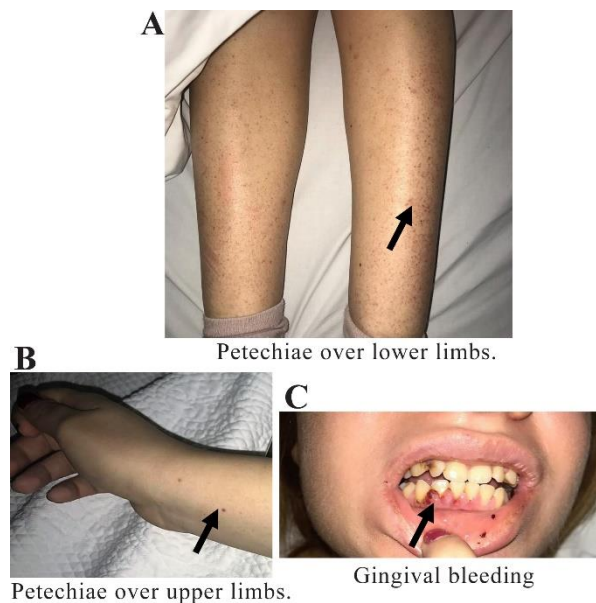 A
Petechiae over lower limbs.
B
Petechiae over upper limbs.
C
Gingival bleeding